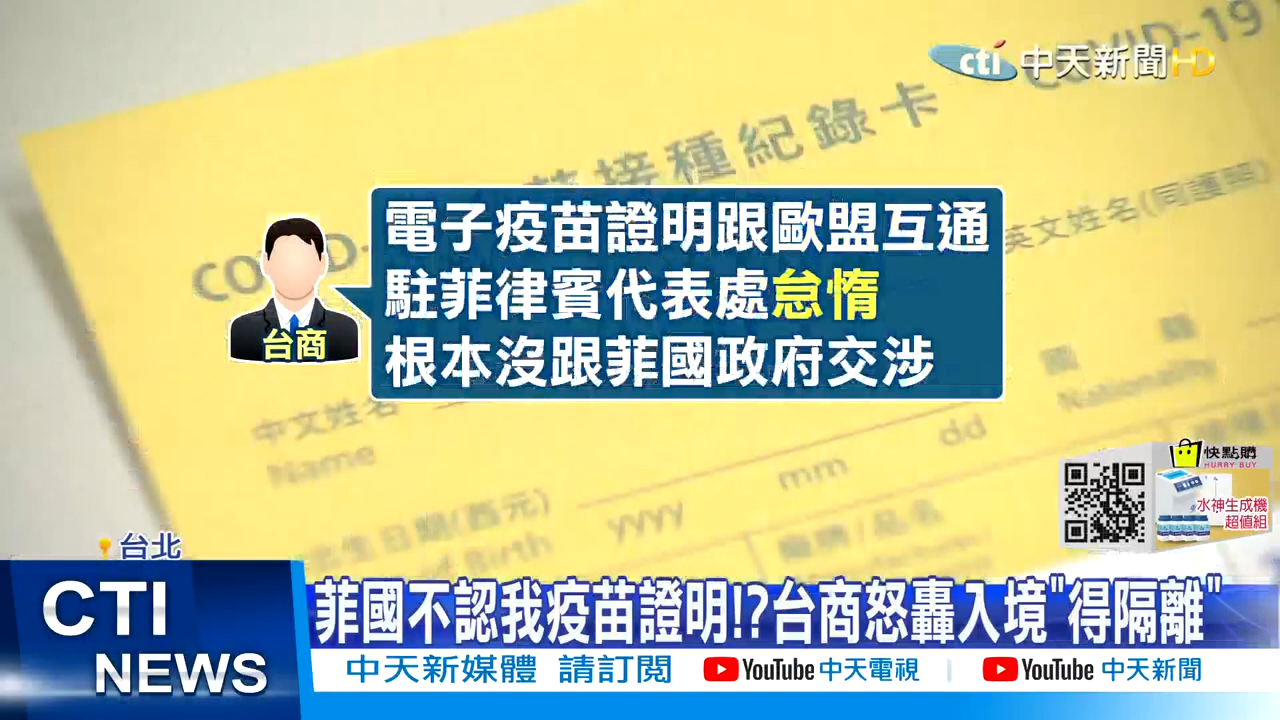 cti 中天新聞HD
COVID-19
苗接種紀錄卡
COVID-
英文姓名(同護照)
電子疫苗證明跟歐盟互通
駐菲律賓代表處怠惰
根本沒跟菲國政府交涉
台商
國 籍
Nationality
中文姓名
Name
dd
mm
yyyy
生日期(西元)
of Birth
廠牌/品名
快點購
HURRY BUY
水神生成機
超值組
台北
CTI
NEWS
菲國不認我疫苗證明!?台商怒轟入境"得隔離"
中天新媒體 請訂閱 YouTube 中天電視 | YouTube 中天新聞